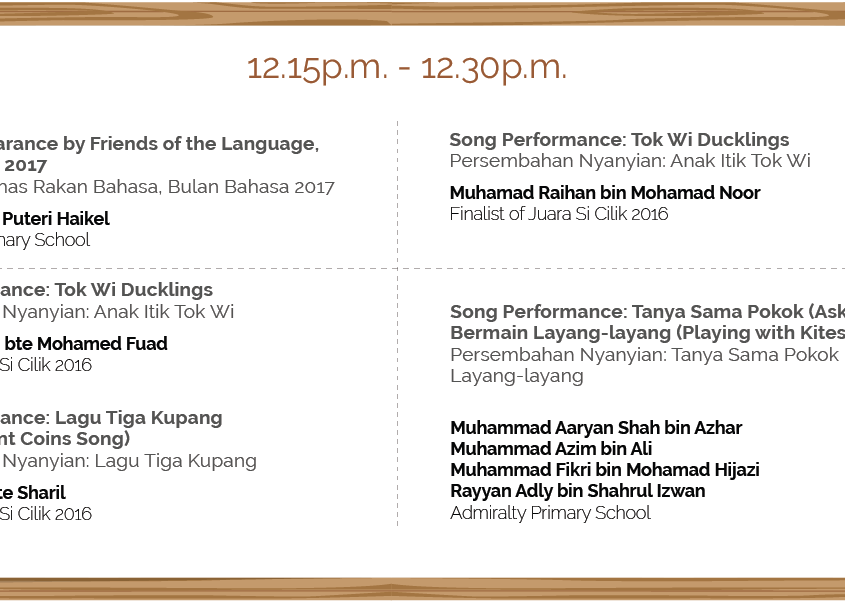 12.15p.m. - 12.30p.m.
arance by Friends of the Language,
2017
nas Rakan Bahasa, Bulan Bahasa 2017
Puteri Haikel
nary School
ance: Tok Wi Ducklings
Nyanyian: Anak Itik Tok Wi
bte Mohamed Fuad
Si Cilik 2016
ance: Lagu Tiga Kupang
nt Coins Song)
Nyanyian: Lagu Tiga Kupang
te Sharil
Si Cilik 2016
Song Performance: Tok Wi Ducklings
Persembahan Nyanyian: Anak Itik Tok Wi
Muhamad Raihan bin Mohamad Noor
Finalist of Juara Si Cilik 2016
Song Performance: Tanya Sama Pokok (Ask
Bermain Layang-layang (Playing with Kites
Persembahan Nyanyian: Tanya Sama Pokok
Layang-layang
Muhammad Aaryan Shah bin Azhar
Muhammad Azim bin Ali
Muhammad Fikri bin Mohamad Hijazi
Rayyan Adly bin Shahrul Izwan
Admiralty Primary School